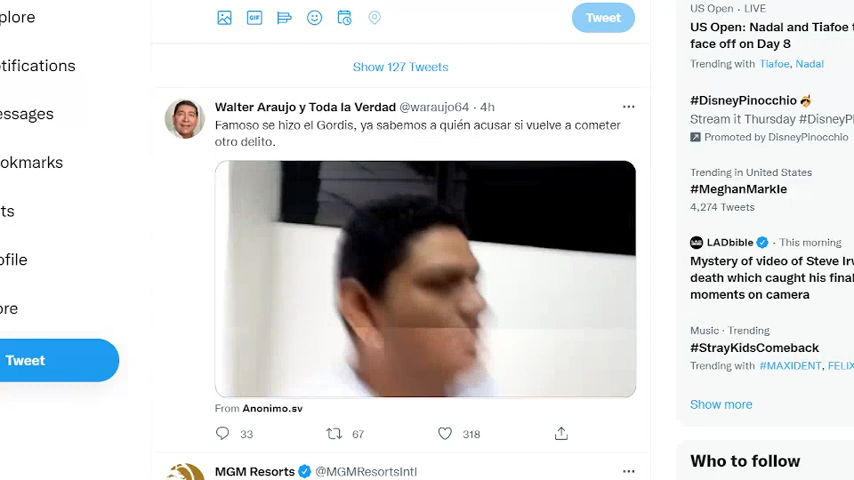 plore
tifications
essages
okmarks
ts
ofile
ore
Tweet
GIF
Tweet
Show 127 Tweets
Walter Araujo y Toda la Verdad @waraujo64 · 4h
Famoso se hizo el Gordis, ya sabemos a quién acusar si vuelve a cometer
otro delito.
From Anonimo.sv
33 67 318
MGM Resorts @MGMResortsIntl
US Open · LIVE
US Open: Nadal and Tiafoe t
face off on Day 8
Trending with Tiafoe, Nadal
#DisneyPinocchio
Stream it Thursday #DisneyP
Promoted by DisneyPinocchio
Trending in United States
#MeghanMarkle
4,274 Tweets
LADbible · This morning
Mystery of video of Steve Irv
death which caught his final
moments on camera
Music · Trending
#StrayKidsComeback
Trending with #MAXIDENT, FELIX
Show more
Who to follow